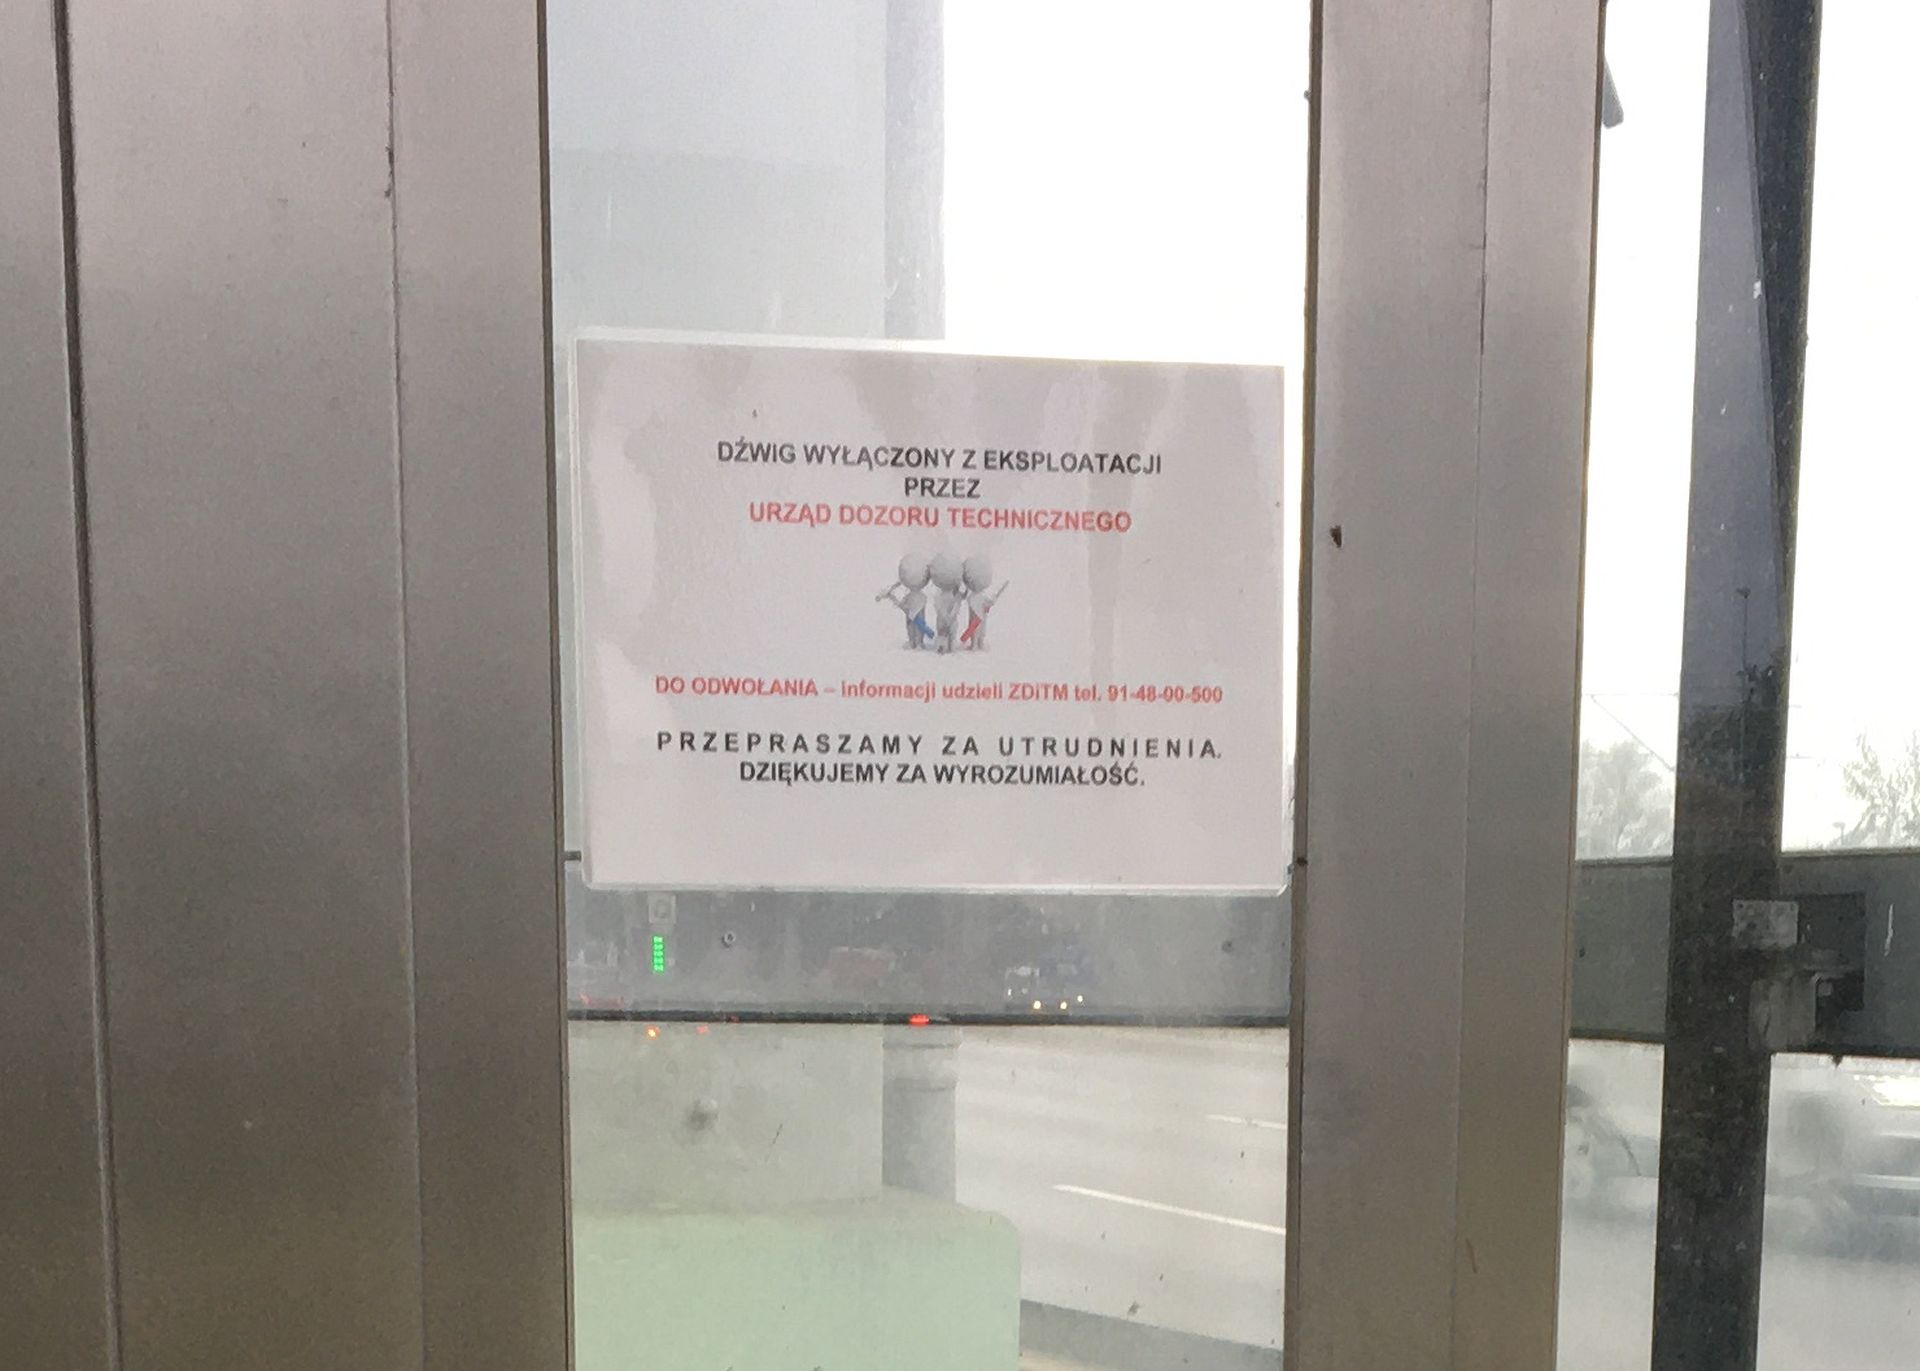 DŹWIG WYŁĄCZONY Z EKSPLOATACJI
PRZEZ
URZĄD DOZORU TECHNICZNEGO
DO ODWOŁANIA – Informacji udzieli ZDiTM tel. 91-48-00-500
PRZEPRASZAMY ZA UTRUDNIENIA.
DZIĘKUJEMY ZA WYROZUMIAŁOŚĆ.